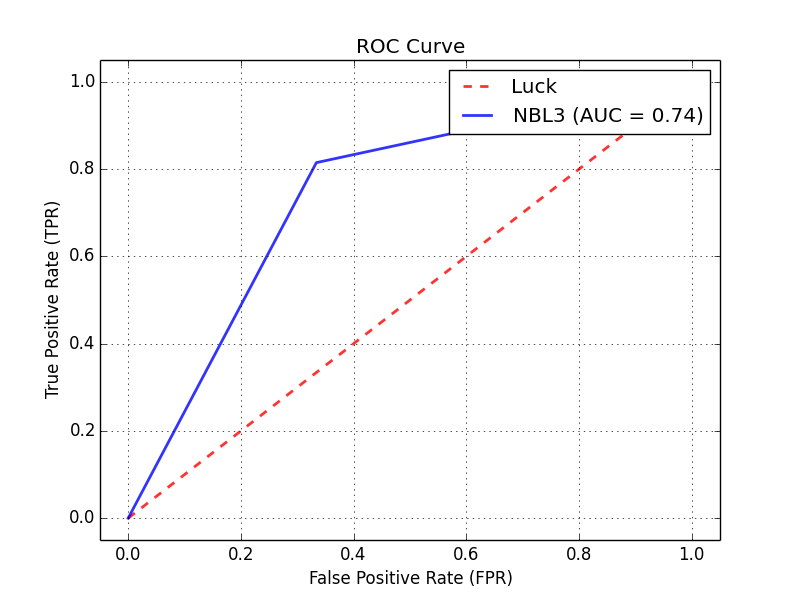 ROC Curve
Luck
NBL3 (AUC = 0.74)
True Positive Rate (TPR)
1.0
0.8
0.6
0.4
0.2
0.0
0.0 0.2 0.4 0.6 0.8 1.0
False Positive Rate (FPR)